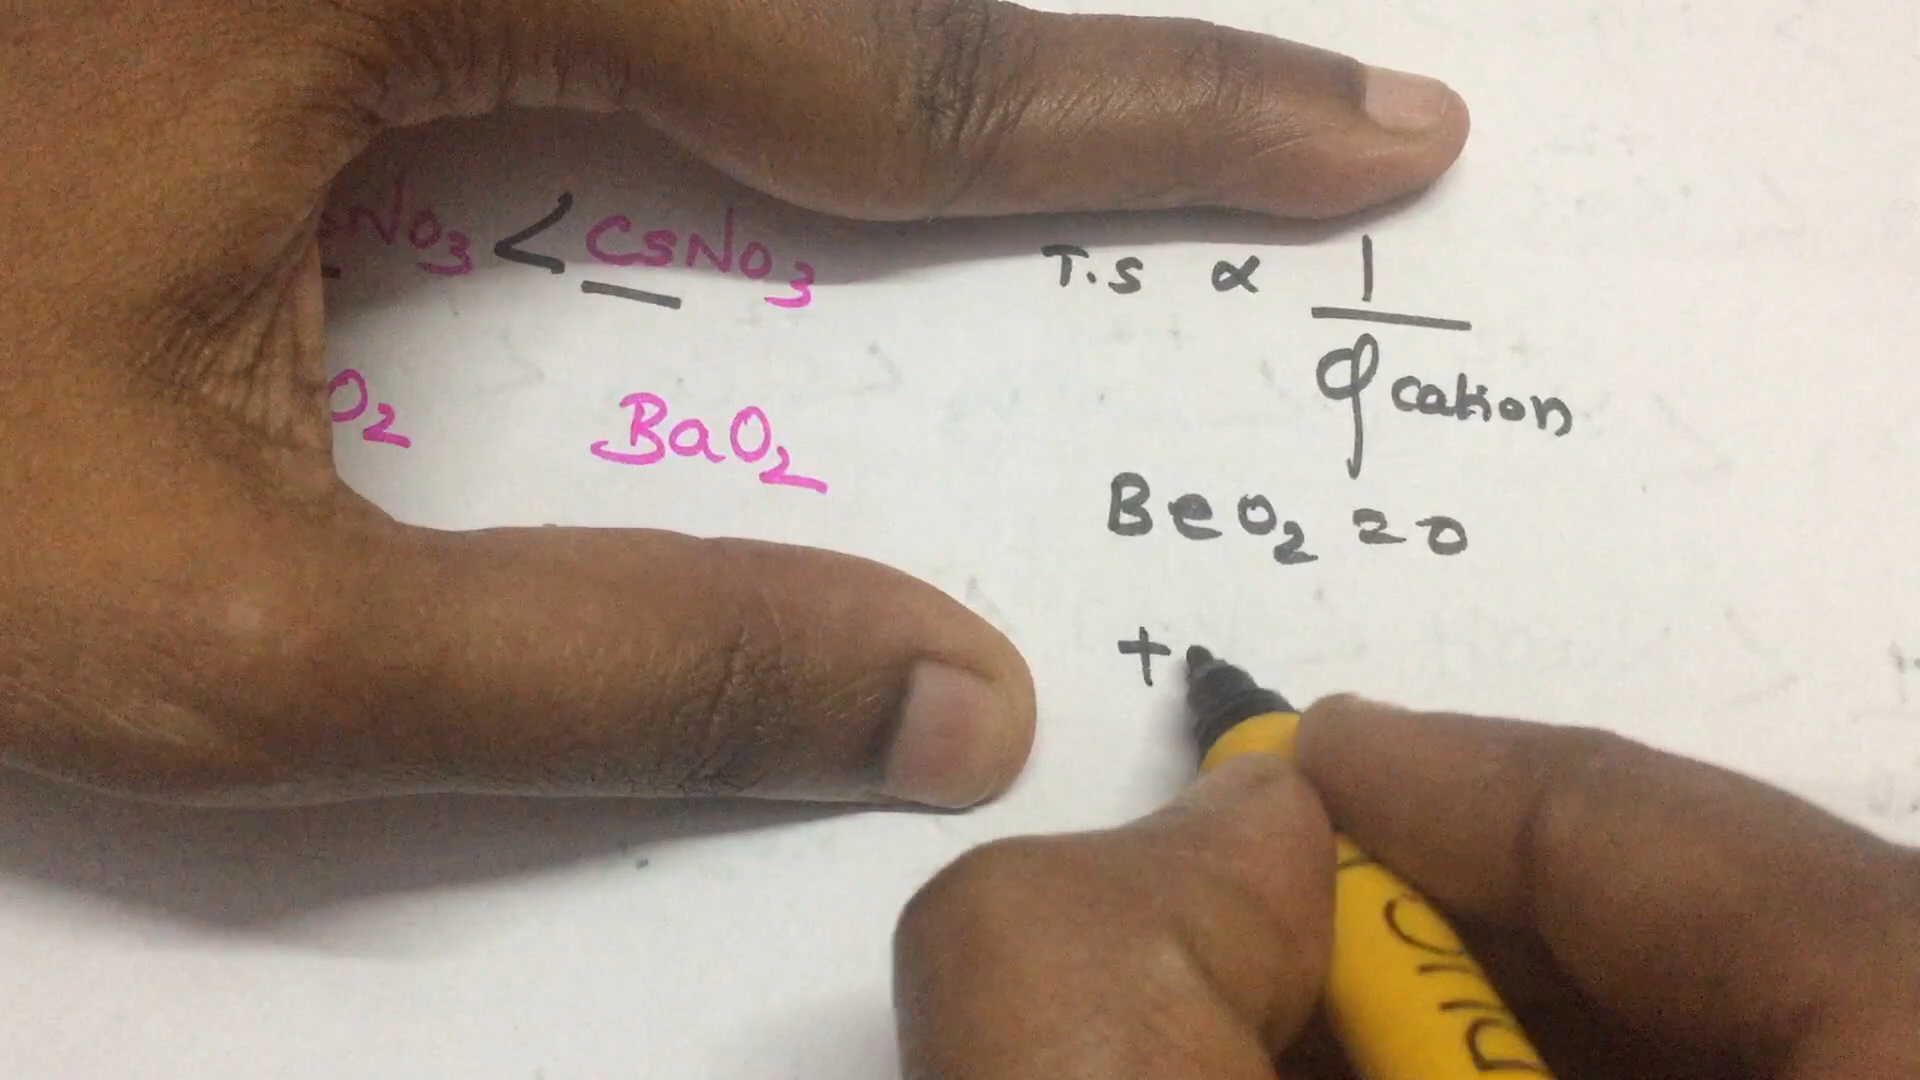 NO3 < CsNO3
O2 BaO2
T.S ∝ 1
φ cation
BeO2 = 0
+